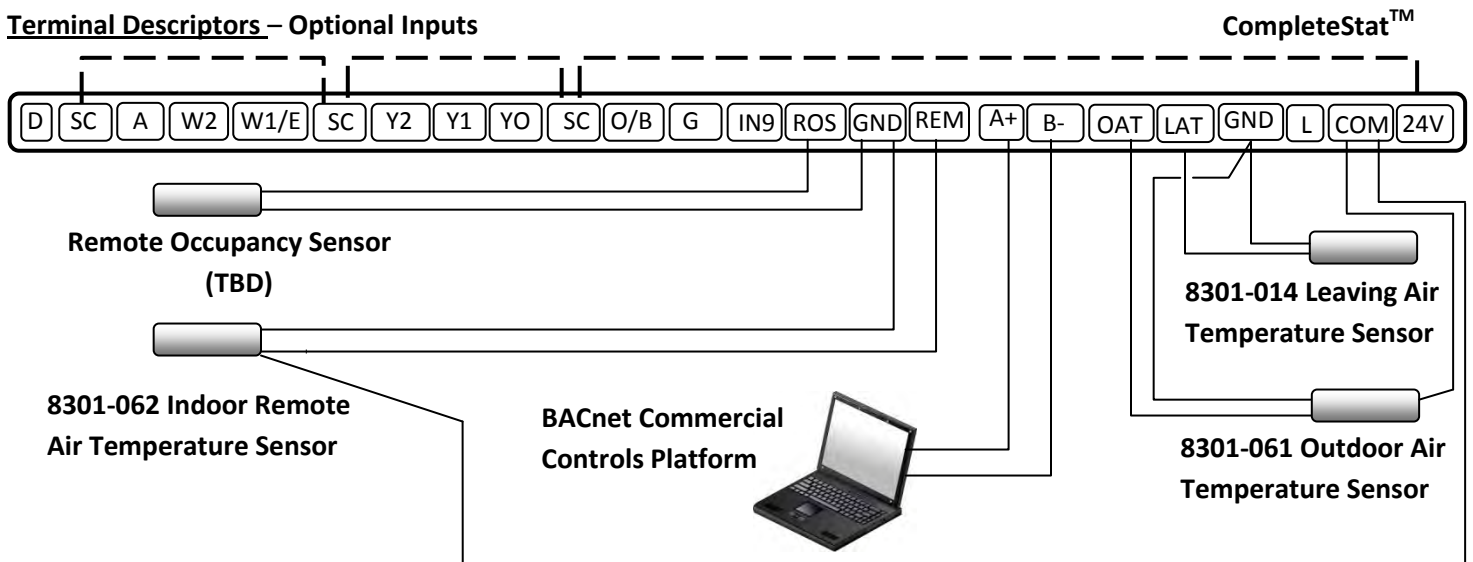 Terminal Descriptors – Optional Inputs
CompleteStat™
D SC A W2 W1/E SC Y2 Y1 YO SC O/B G IN9 ROS GND REM A+ B- OAT LAT GND L COM 24V
Remote Occupancy Sensor
(TBD)
8301-014 Leaving Air
Temperature Sensor
8301-062 Indoor Remote
Air Temperature Sensor
BACnet Commercial
Controls Platform
8301-061 Outdoor Air
Temperature Sensor